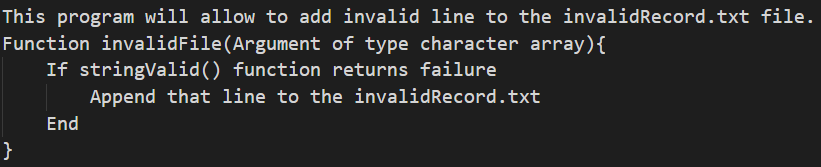 This program will allow to add invalid line to the invalidRecord.txt file.
Function invalidFile(Argument of type character array){
    If stringValid() function returns failure
        Append that line to the invalidRecord.txt
    End
}